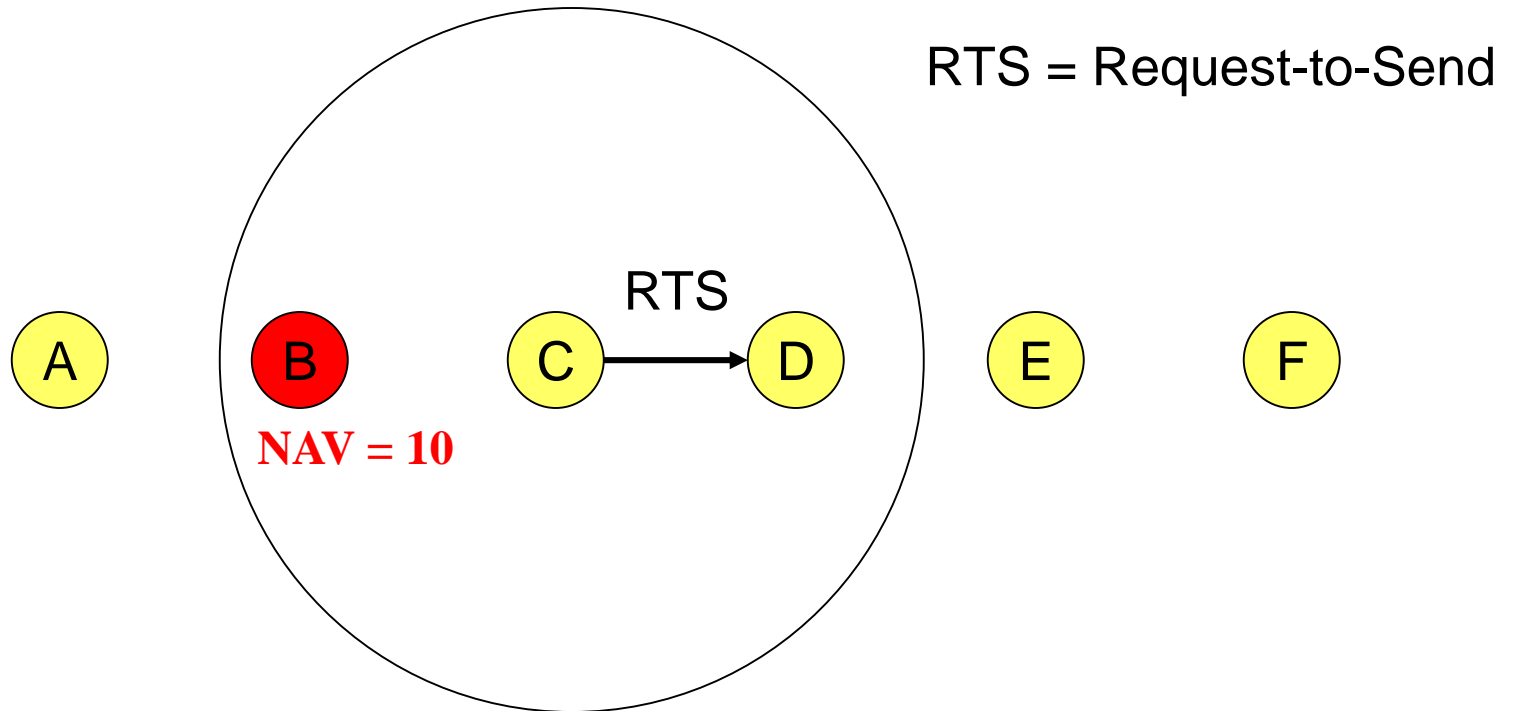 RTS = Request-to-Send
RTS
A
B
C
D
E
F
NAV = 10